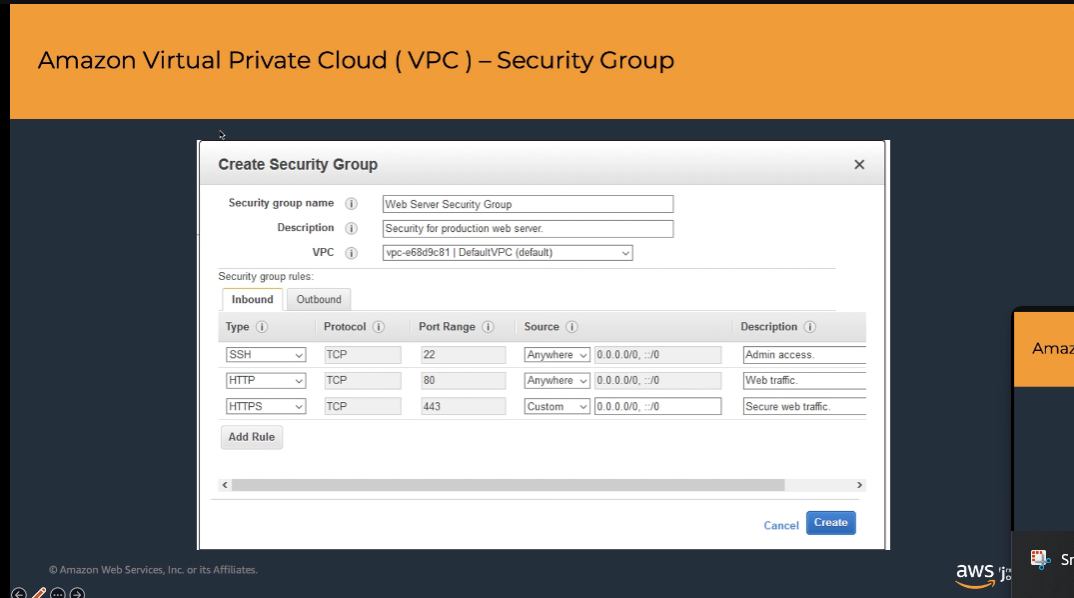 Amazon Virtual Private Cloud ( VPC ) – Security Group
Create Security Group
Security group name
Web Server Security Group
Description
Security for production web server.
VPC
vpc-e68d9c81 | DefaultVPC (default)
Security group rules:
Inbound Outbound
Type Protocol Port Range Source Description
SSH TCP 22 Anywhere 0.0.0.0/0, ::/0 Admin access.
HTTP TCP 80 Anywhere 0.0.0.0/0, ::/0 Web traffic.
HTTPS TCP 443 Custom 0.0.0.0/0, ::/0 Secure web traffic.
Add Rule
Cancel Create
© Amazon Web Services, Inc. or its Affiliates.
aws
Amaz